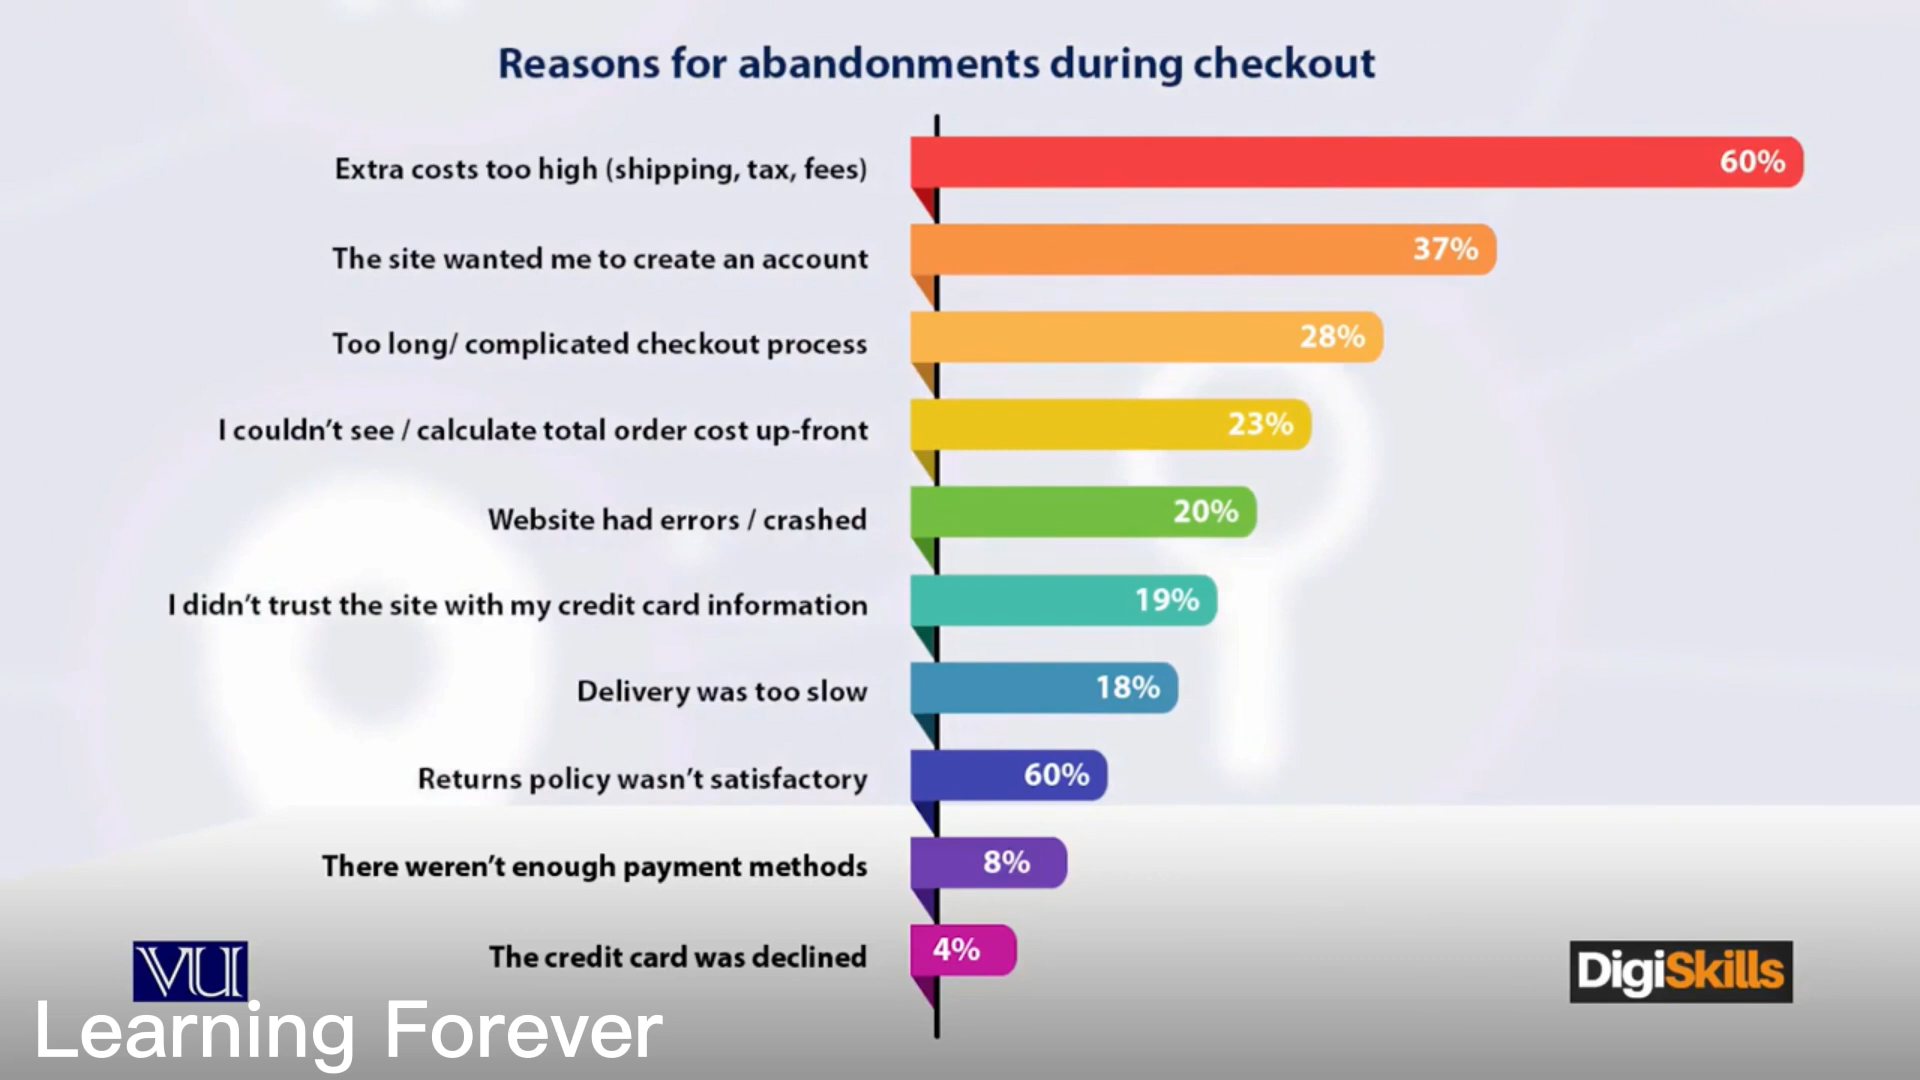 Reasons for abandonments during checkout
Extra costs too high (shipping, tax, fees) 60%
The site wanted me to create an account 37%
Too long/ complicated checkout process 28%
I couldn't see / calculate total order cost up-front 23%
Website had errors / crashed 20%
I didn't trust the site with my credit card information 19%
Delivery was too slow 18%
Returns policy wasn't satisfactory 60%
There weren't enough payment methods 8%
The credit card was declined 4%
VU
DigiSkills
Learning Forever